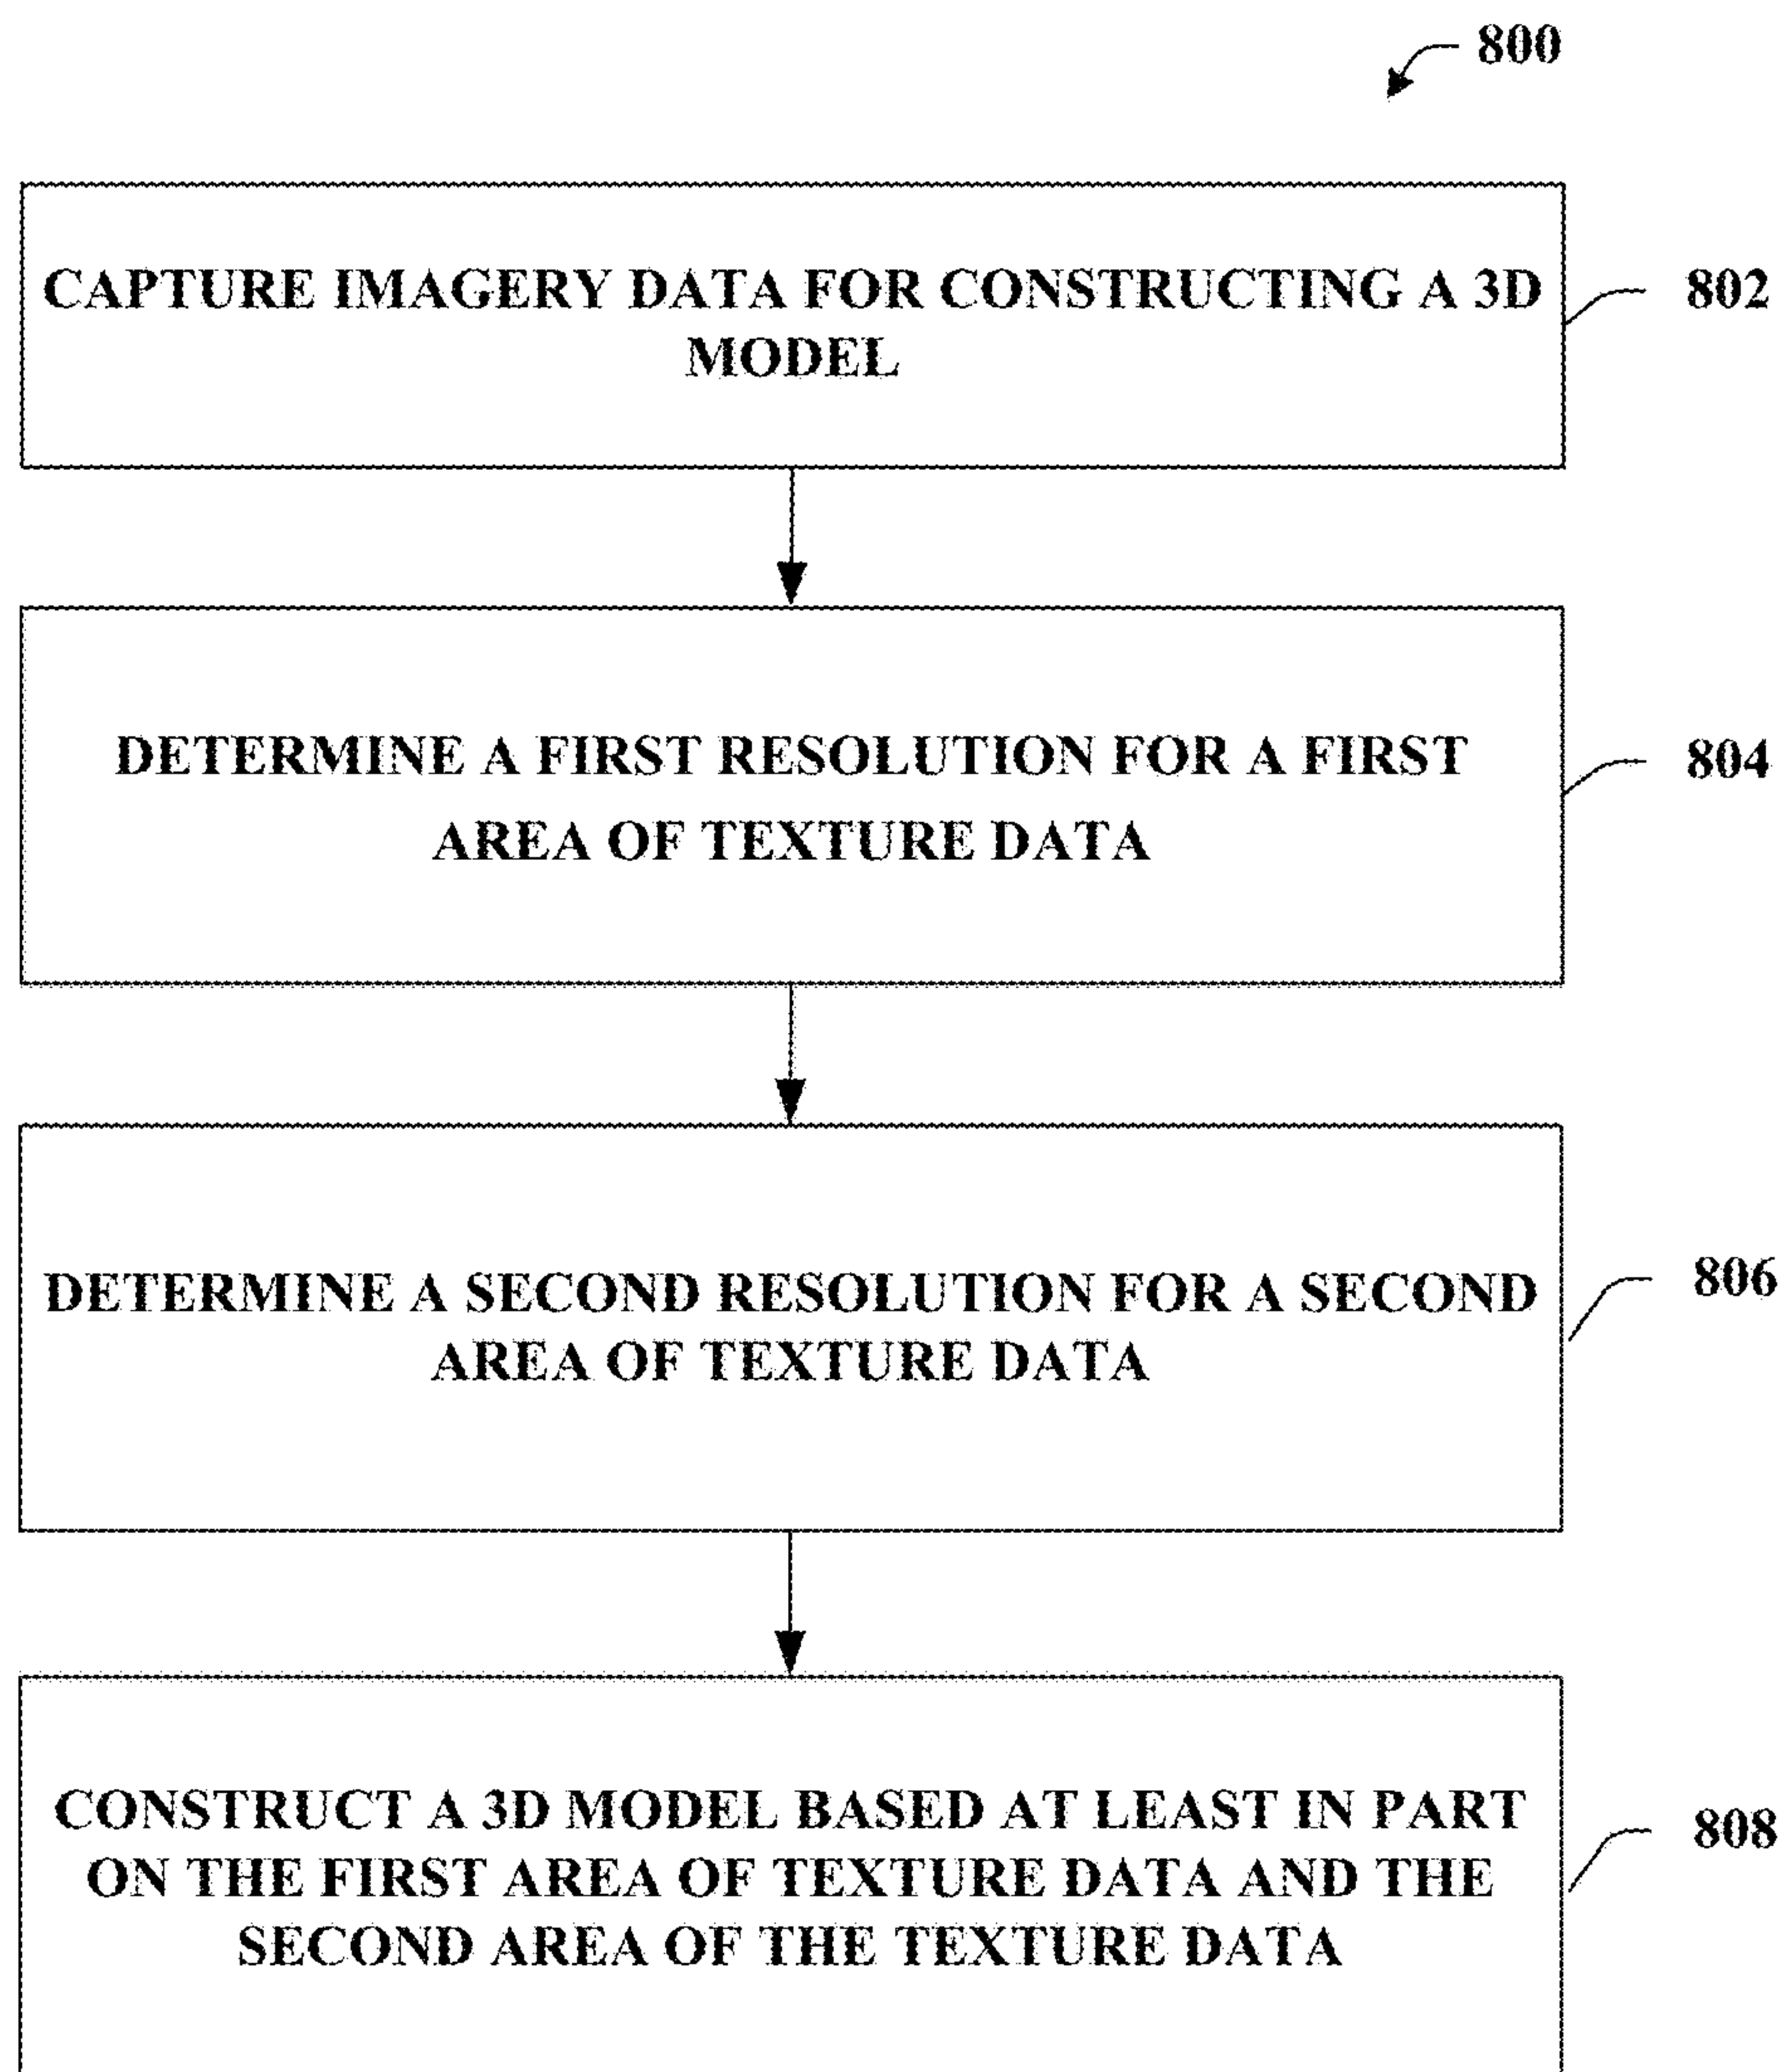 800
CAPTURE IMAGERY DATA FOR CONSTRUCTING A 3D
MODEL
802
DETERMINE A FIRST RESOLUTION FOR A FIRST
AREA OF TEXTURE DATA
804
DETERMINE A SECOND RESOLUTION FOR A SECOND
AREA OF TEXTURE DATA
806
CONSTRUCT A 3D MODEL BASED AT LEAST IN PART
ON THE FIRST AREA OF TEXTURE DATA AND THE
SECOND AREA OF THE TEXTURE DATA
808